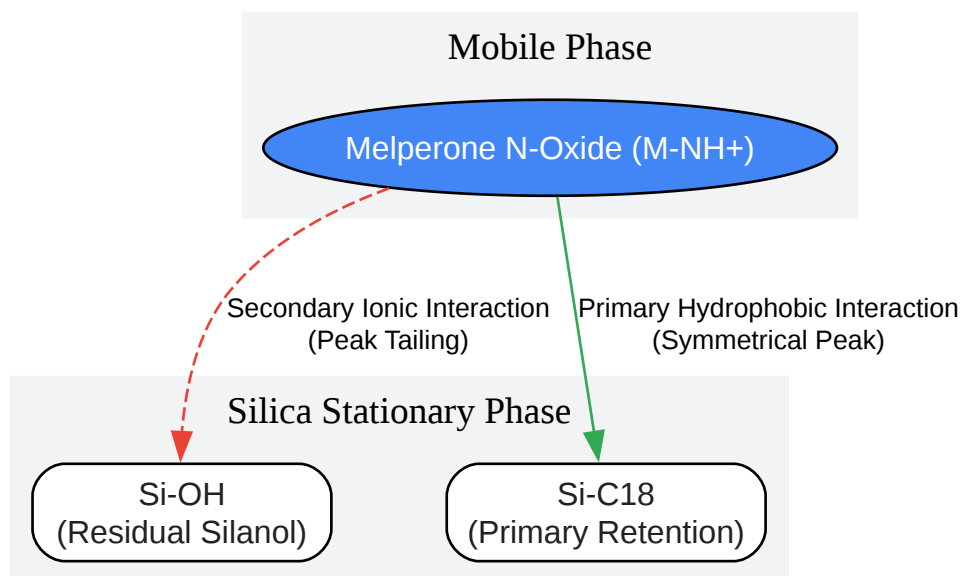 Mobile Phase
Melperone N-Oxide (M-NH+)
Secondary Ionic Interaction
(Peak Tailing)
Primary Hydrophobic Interaction
(Symmetrical Peak)
Silica Stationary Phase
Si-OH
(Residual Silanol)
Si-C18
(Primary Retention)